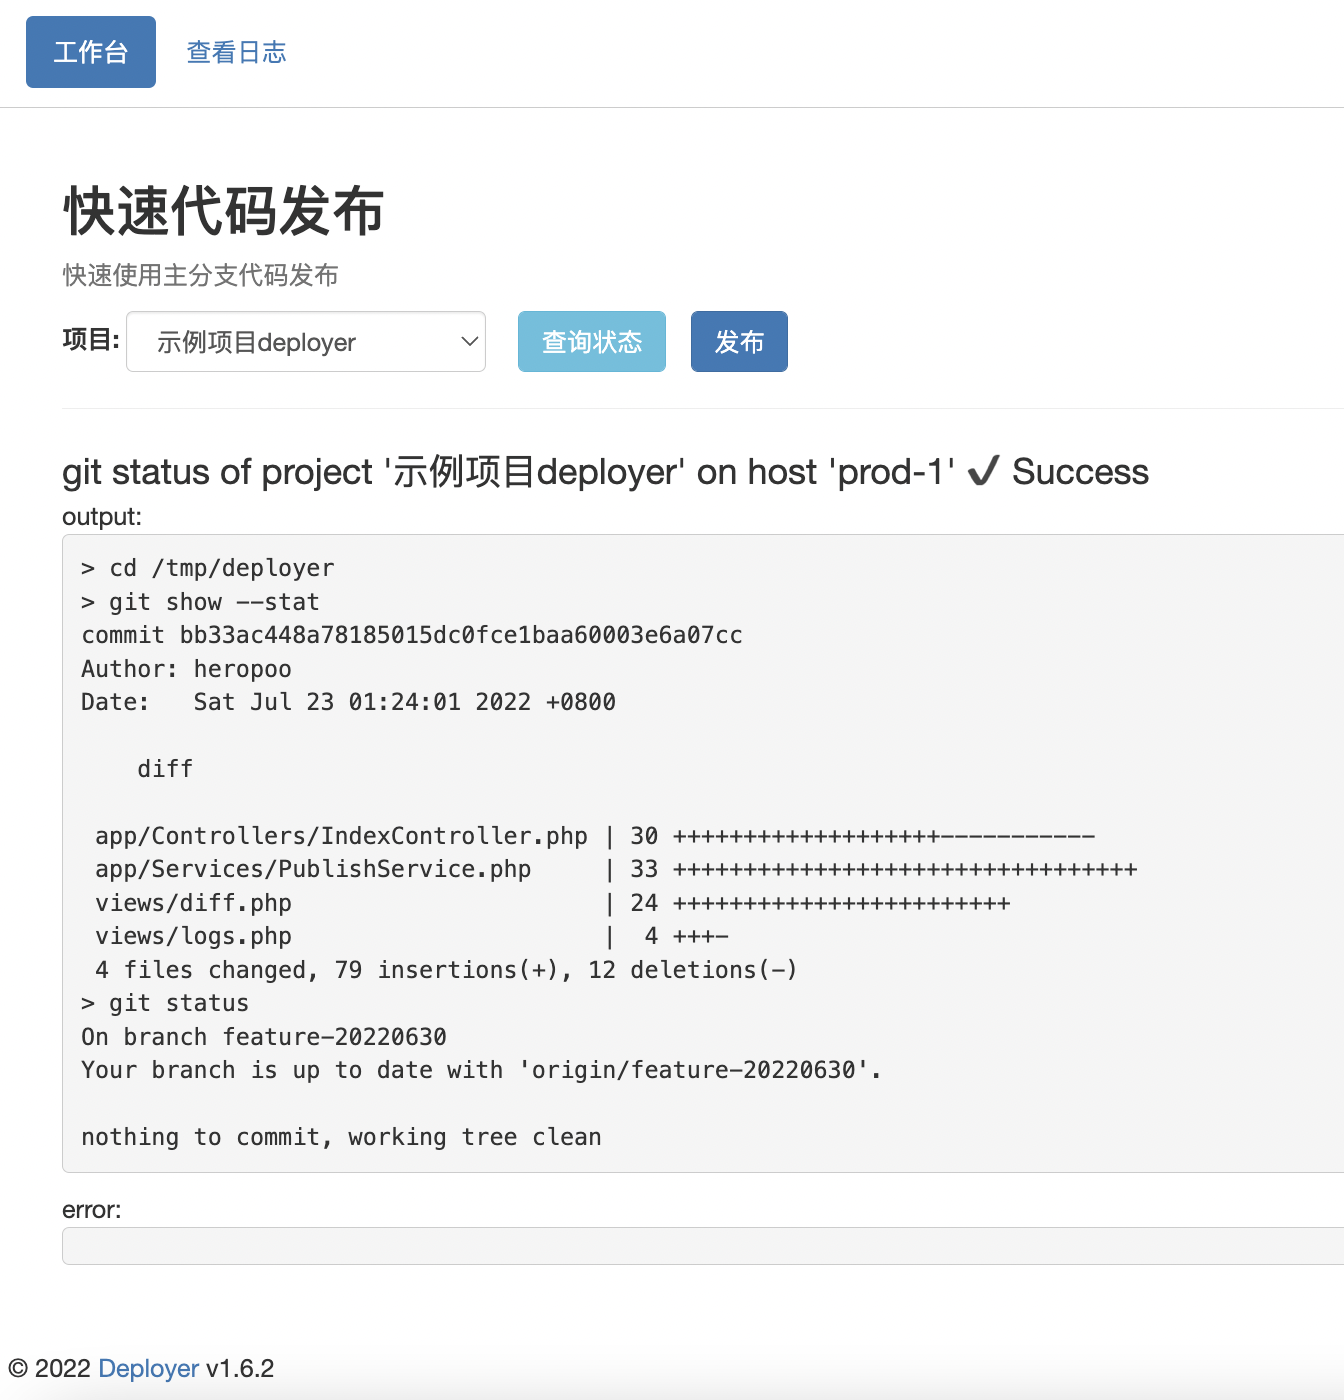 工作台 查看日志
快速代码发布
快速使用主分支代码发布
项目: 示例项目deployer 查询状态 发布
git status of project '示例项目deployer' on host 'prod-1' ✔ Success
output:
> cd /tmp/deployer
> git show --stat
commit bb33ac448a78185015dc0fce1baa60003e6a07cc
Author: heropoo
Date:   Sat Jul 23 01:24:01 2022 +0800
    diff
 app/Controllers/IndexController.php | 30 +++++++++++++++++++-----------
 app/Services/PublishService.php     | 33 +++++++++++++++++++++++++++++++++
 views/diff.php                      | 24 ++++++++++++++++++++++++
 views/logs.php                      |  4 +++-
 4 files changed, 79 insertions(+), 12 deletions(-)
> git status
On branch feature-20220630
Your branch is up to date with 'origin/feature-20220630'.
nothing to commit, working tree clean
error:
© 2022 Deployer v1.6.2